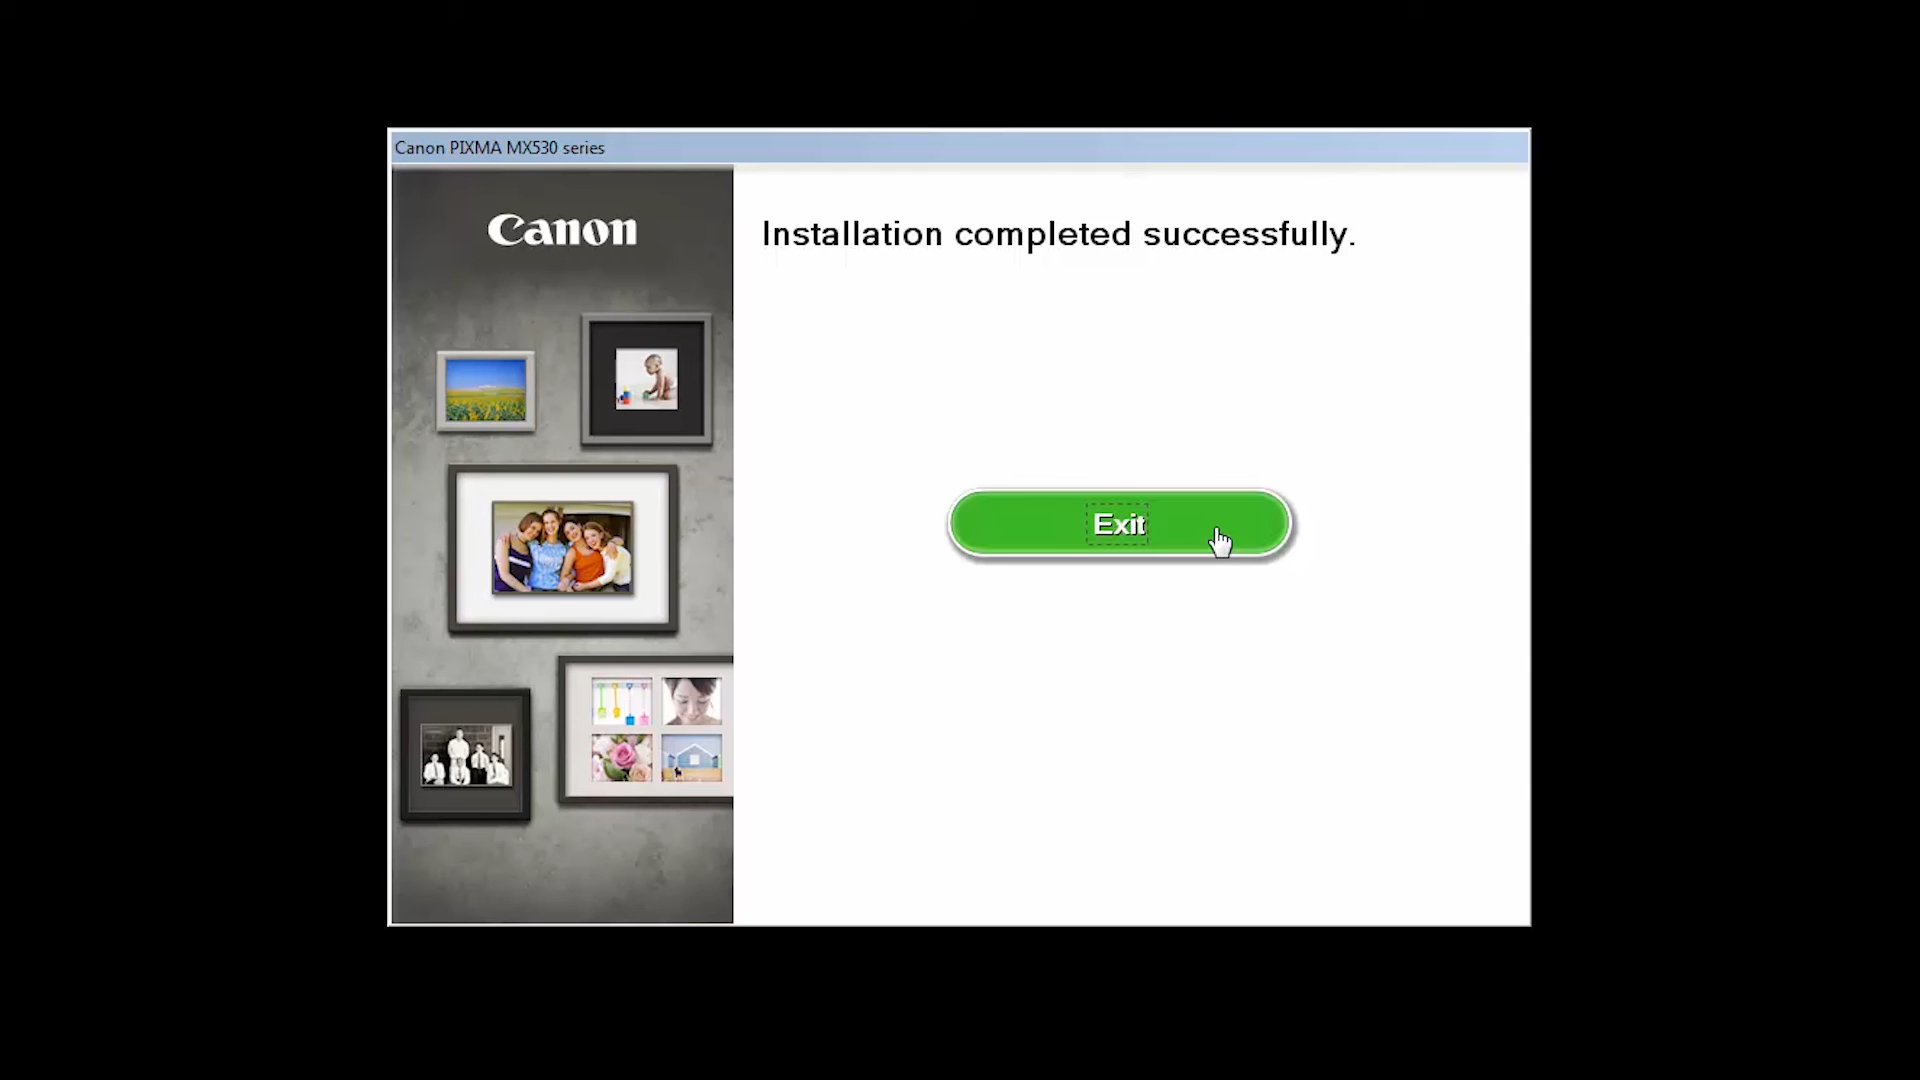 Canon PIXMA MX530 series
Canon
Installation completed successfully.
Exit